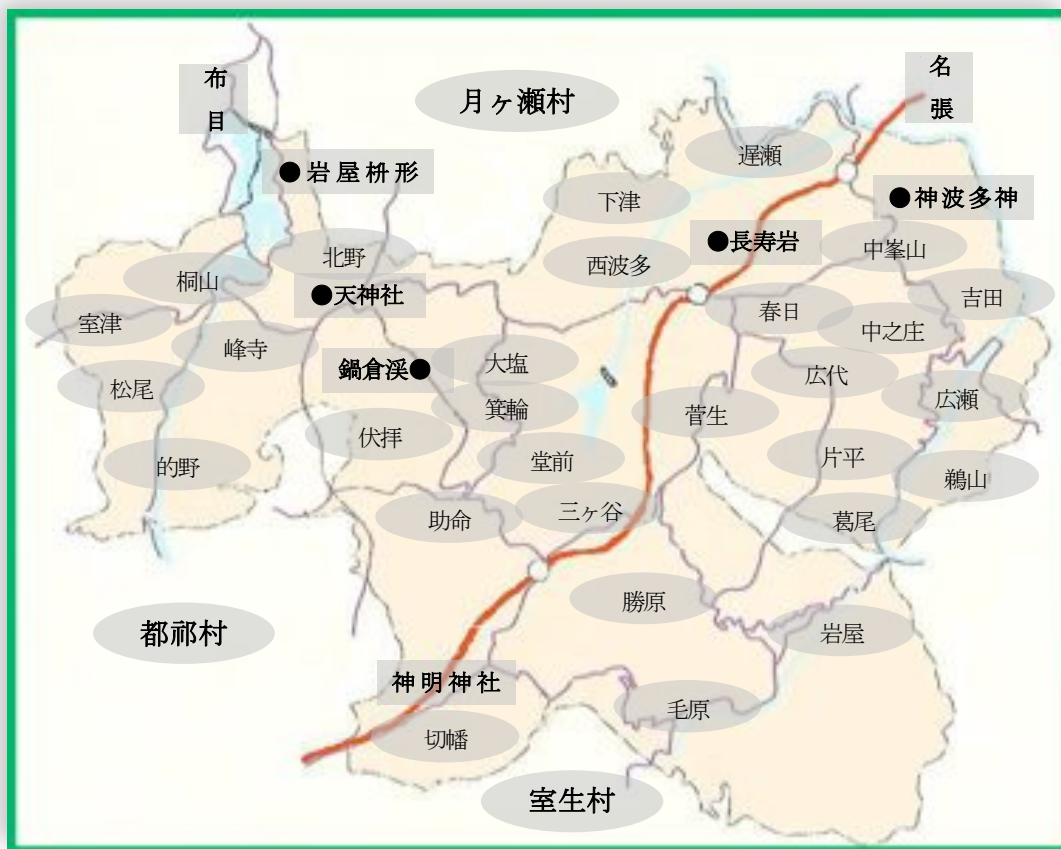 布目
月ヶ瀬村
名張
遅瀬
●岩屋枡形
下津
●神波多神
●長寿岩
中峯山
北野
西波多
桐山
●天神社
吉田
春日
室津
中之庄
峰寺
鍋倉渓●
大塩
広代
松尾
広瀬
箕輪
菅生
伏拝
堂前
片平
的野
鵜山
助命
三ヶ谷
葛尾
勝原
都祁村
岩屋
神明神社
毛原
切幡
室生村